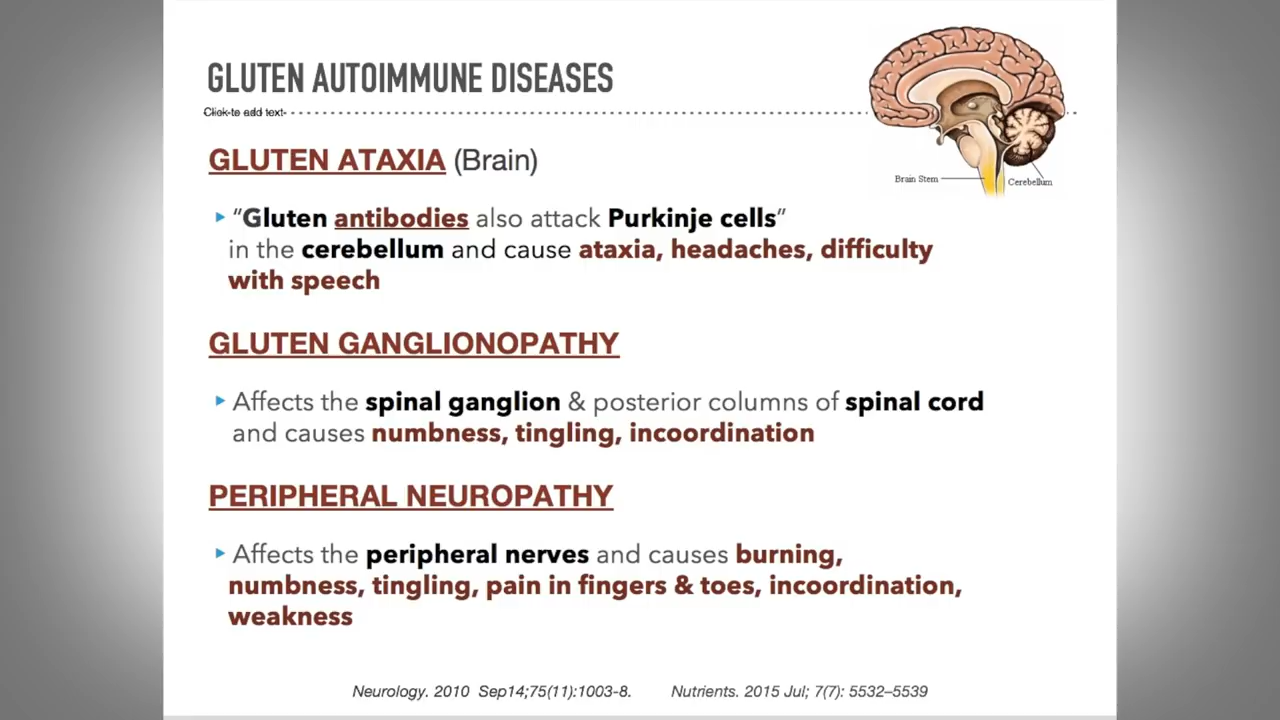 GLUTEN AUTOIMMUNE DISEASES
Click to add text
Brain Stem
Cerebellum
GLUTEN ATAXIA (Brain)
“Gluten antibodies also attack Purkinje cells”
in the cerebellum and cause ataxia, headaches, difficulty
with speech
GLUTEN GANGLIONOPATHY
Affects the spinal ganglion & posterior columns of spinal cord
and causes numbness, tingling, incoordination
PERIPHERAL NEUROPATHY
Affects the peripheral nerves and causes burning,
numbness, tingling, pain in fingers & toes, incoordination,
weakness
Neurology. 2010 Sep14;75(11):1003-8. Nutrients. 2015 Jul; 7(7): 5532–5539